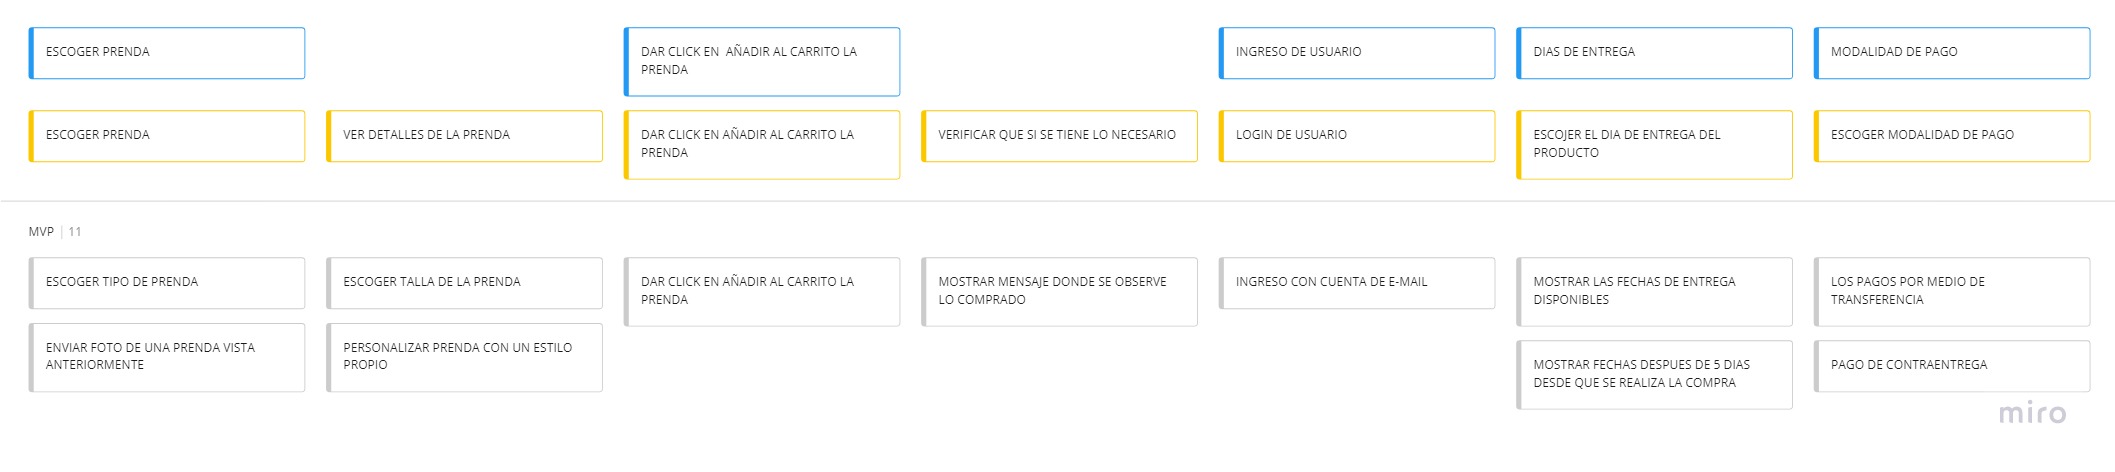 ESCOGER PRENDA
DAR CLICK EN  AÑADIR AL CARRITO LA
PRENDA
INGRESO DE USUARIO
DIAS DE ENTREGA
MODALIDAD DE PAGO
ESCOGER PRENDA
VER DETALLES DE LA PRENDA
DAR CLICK EN AÑADIR AL CARRITO LA
PRENDA
VERIFICAR QUE SI SE TIENE LO NECESARIO
LOGIN DE USUARIO
ESCOJER EL DIA DE ENTREGA DEL
PRODUCTO
ESCOGER MODALIDAD DE PAGO
MVP | 11
ESCOGER TIPO DE PRENDA
ESCOGER TALLA DE LA PRENDA
DAR CLICK EN AÑADIR AL CARRITO LA
PRENDA
MOSTRAR MENSAJE DONDE SE OBSERVE
LO COMPRADO
INGRESO CON CUENTA DE E-MAIL
MOSTRAR LAS FECHAS DE ENTREGA
DISPONIBLES
LOS PAGOS POR MEDIO DE
TRANSFERENCIA
ENVIAR FOTO DE UNA PRENDA VISTA
ANTERIORMENTE
PERSONALIZAR PRENDA CON UN ESTILO
PROPIO
MOSTRAR FECHAS DESPUES DE 5 DIAS
DESDE QUE SE REALIZA LA COMPRA
PAGO DE CONTRAENTREGA
miro